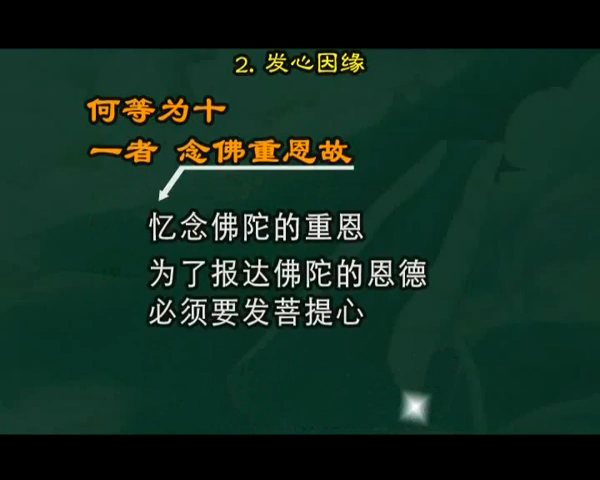 2. 发心因缘
何等为十
一者 念佛重恩故
忆念佛陀的重恩
为了报达佛陀的恩德
必须要发菩提心